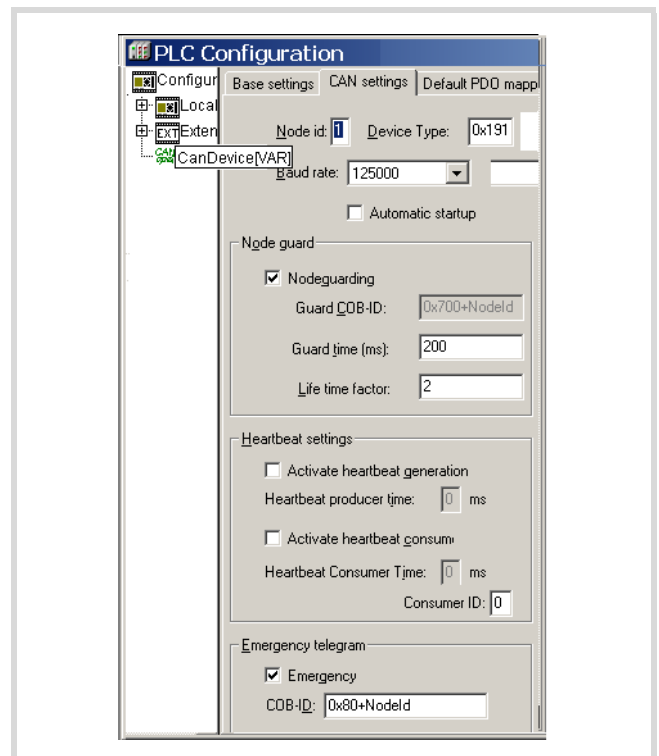 PLC Configuration
Configur
Local
EXT Exten
CanDevice[VAR]
Base settings CAN settings Default PDO mapp
Node id: 1 Device Type: 0x191
Baud rate: 125000
Automatic startup
Node guard
Nodeguarding
Guard COB-ID: 0x700+NodeId
Guard time (ms): 200
Life time factor: 2
Heartbeat settings
Activate heartbeat generation
Heartbeat producer time: 0 ms
Activate heartbeat consum
Heartbeat Consumer Time: 0 ms
Consumer ID: 0
Emergency telegram
Emergency
COB-ID: 0x80+NodeId